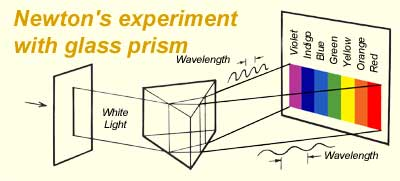 Newton's experiment
with glass prism
Wavelength
White
Light
Violet
Indigo
Blue
Green
Yellow
Orange
Red
Wavelength